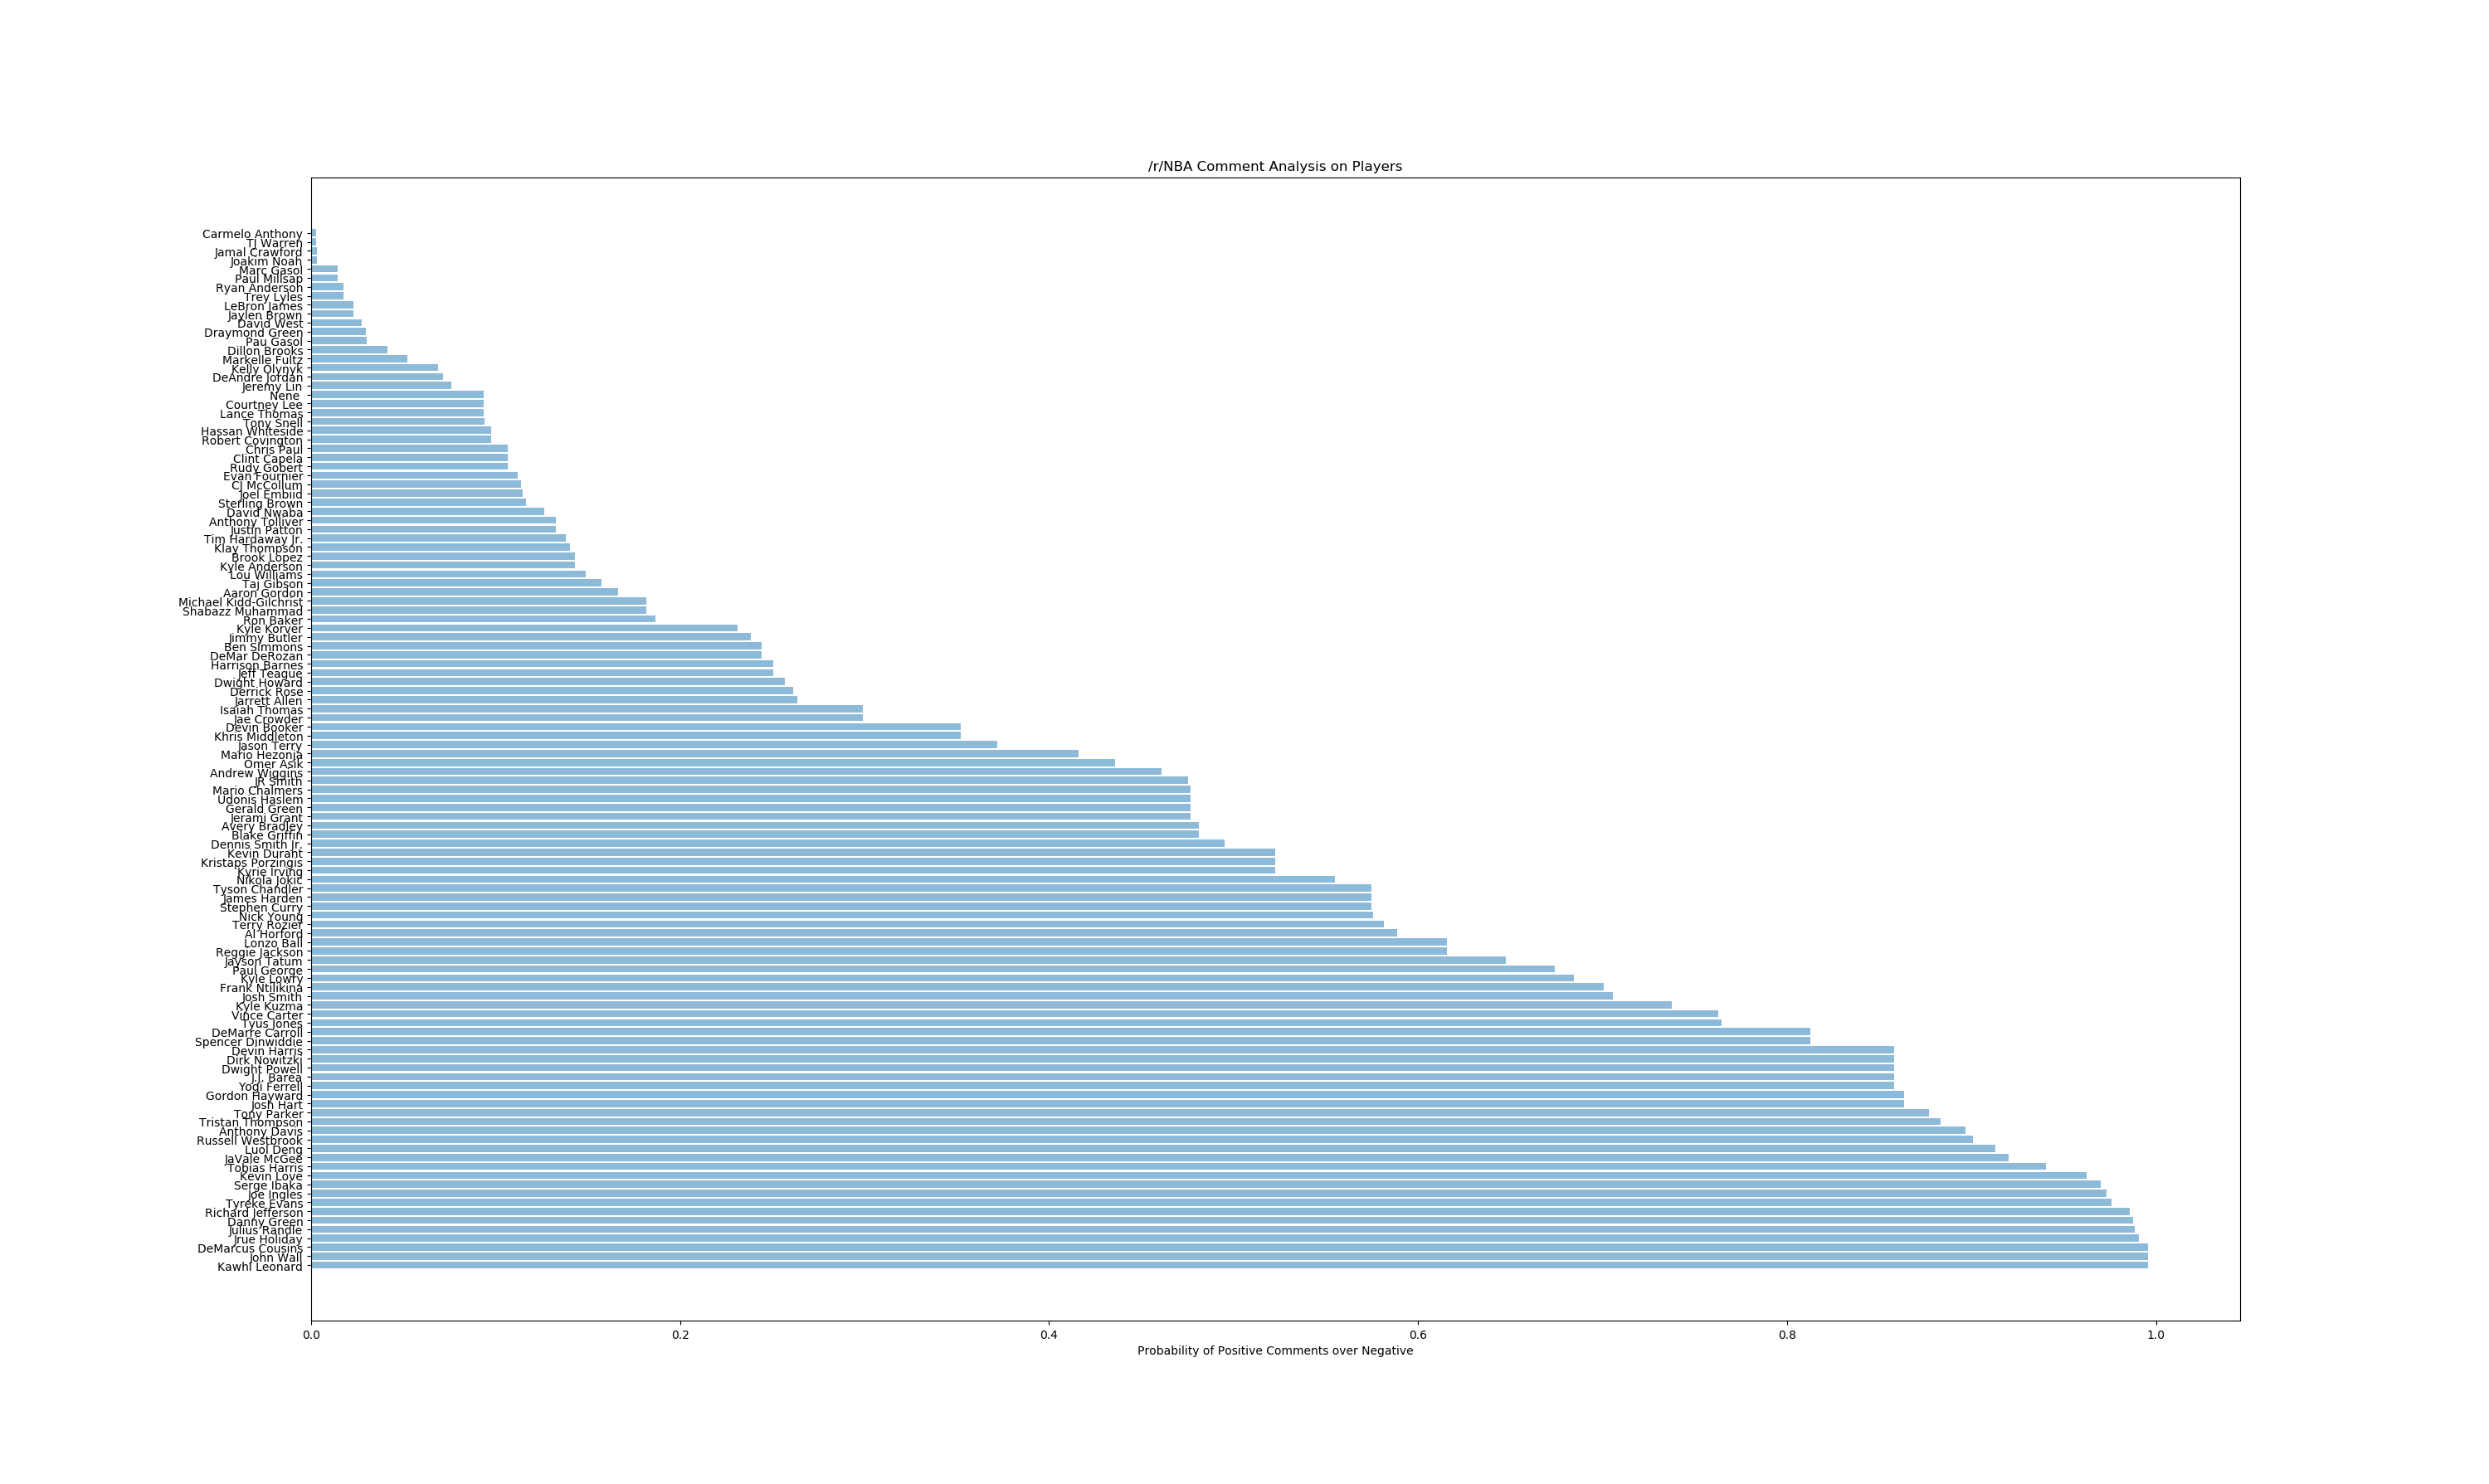 /r/NBA Comment Analysis on Players
Carmelo Anthony
TJ Warren
Jamal Crawford
Joakim Noah
Marc Gasol
Paul Millsap
Ryan Anderson
Trey Lyles
LeBron James
Jaylen Brown
David West
Draymond Green
Pau Gasol
Dillon Brooks
Markelle Fultz
Kelly Olynyk
DeAndre Jordan
Jeremy Lin
Nene
Courtney Lee
Lance Thomas
Tony Snell
Hassan Whiteside
Robert Covington
Chris Paul
Clint Capela
Rudy Gobert
Evan Fournier
CJ McCollum
Joel Embiid
Sterling Brown
David Nwaba
Anthony Tolliver
Justin Patton
Tim Hardaway Jr.
Klay Thompson
Brook Lopez
Kyle Anderson
Lou Williams
Taj Gibson
Aaron Gordon
Michael Kidd-Gilchrist
Shabazz Muhammad
Ron Baker
Kyle Korver
Jimmy Butler
Ben Simmons
DeMar DeRozan
Harrison Barnes
Jeff Teague
Dwight Howard
Derrick Rose
Jarrett Allen
Isaiah Thomas
Jae Crowder
Devin Booker
Khris Middleton
Jason Terry
Mario Hezonja
Omer Asik
Andrew Wiggins
JR Smith
Mario Chalmers
Udonis Haslem
Gerald Green
Jerami Grant
Avery Bradley
Blake Griffin
Dennis Smith Jr.
Kevin Durant
Kristaps Porzingis
Kyrie Irving
Nikola Jokic
Tyson Chandler
James Harden
Stephen Curry
Nick Young
Terry Rozier
Al Horford
Lonzo Ball
Reggie Jackson
Jayson Tatum
Paul George
Kyle Lowry
Frank Ntilikina
Josh Smith
Kyle Kuzma
Vince Carter
Tyus Jones
DeMarre Carroll
Spencer Dinwiddie
Devin Harris
Dirk Nowitzki
Dwight Powell
J.J. Barea
Yogi Ferrell
Gordon Hayward
Josh Hart
Tony Parker
Tristan Thompson
Anthony Davis
Russell Westbrook
Luol Deng
JaVale McGee
Tobias Harris
Kevin Love
Serge Ibaka
Joe Ingles
Tyreke Evans
Richard Jefferson
Danny Green
Julius Randle
Jrue Holiday
DeMarcus Cousins
John Wall
Kawhi Leonard
0.0 0.2 0.4 0.6 0.8 1.0
Probability of Positive Comments over Negative